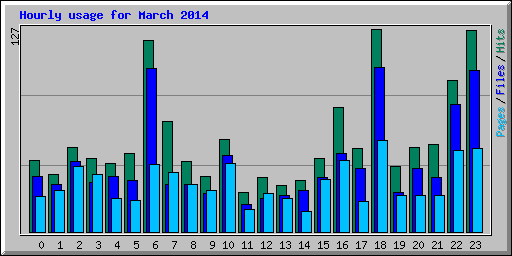 Hourly usage for March 2014
127
Pages/Files/Hits
0 1 2 3 4 5 6 7 8 9 10 11 12 13 14 15 16 17 18 19 20 21 22 23